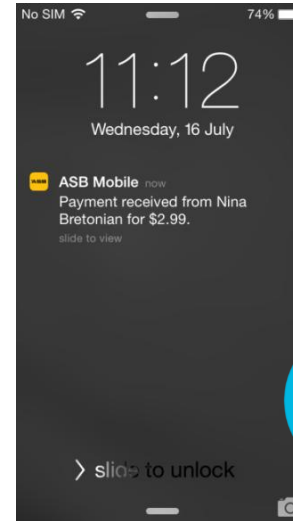 No SIM 74%
11:12
Wednesday, 16 July
ASB Mobile now
Payment received from Nina
Bretonian for $2.99.
slide to view
slide to unlock